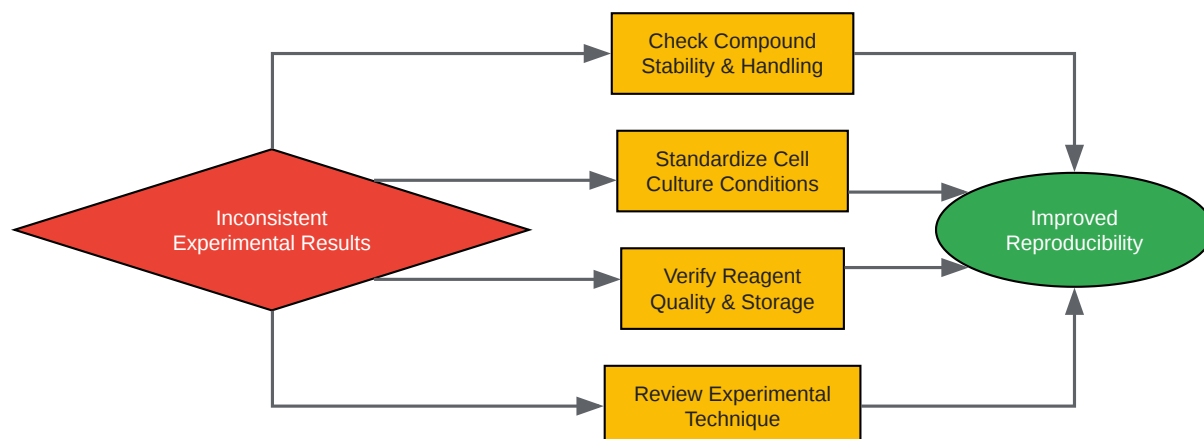 Check Compound
Stability & Handling
Standardize Cell
Culture Conditions
Inconsistent
Experimental Results
Improved
Reproducibility
Verify Reagent
Quality & Storage
Review Experimental
Technique